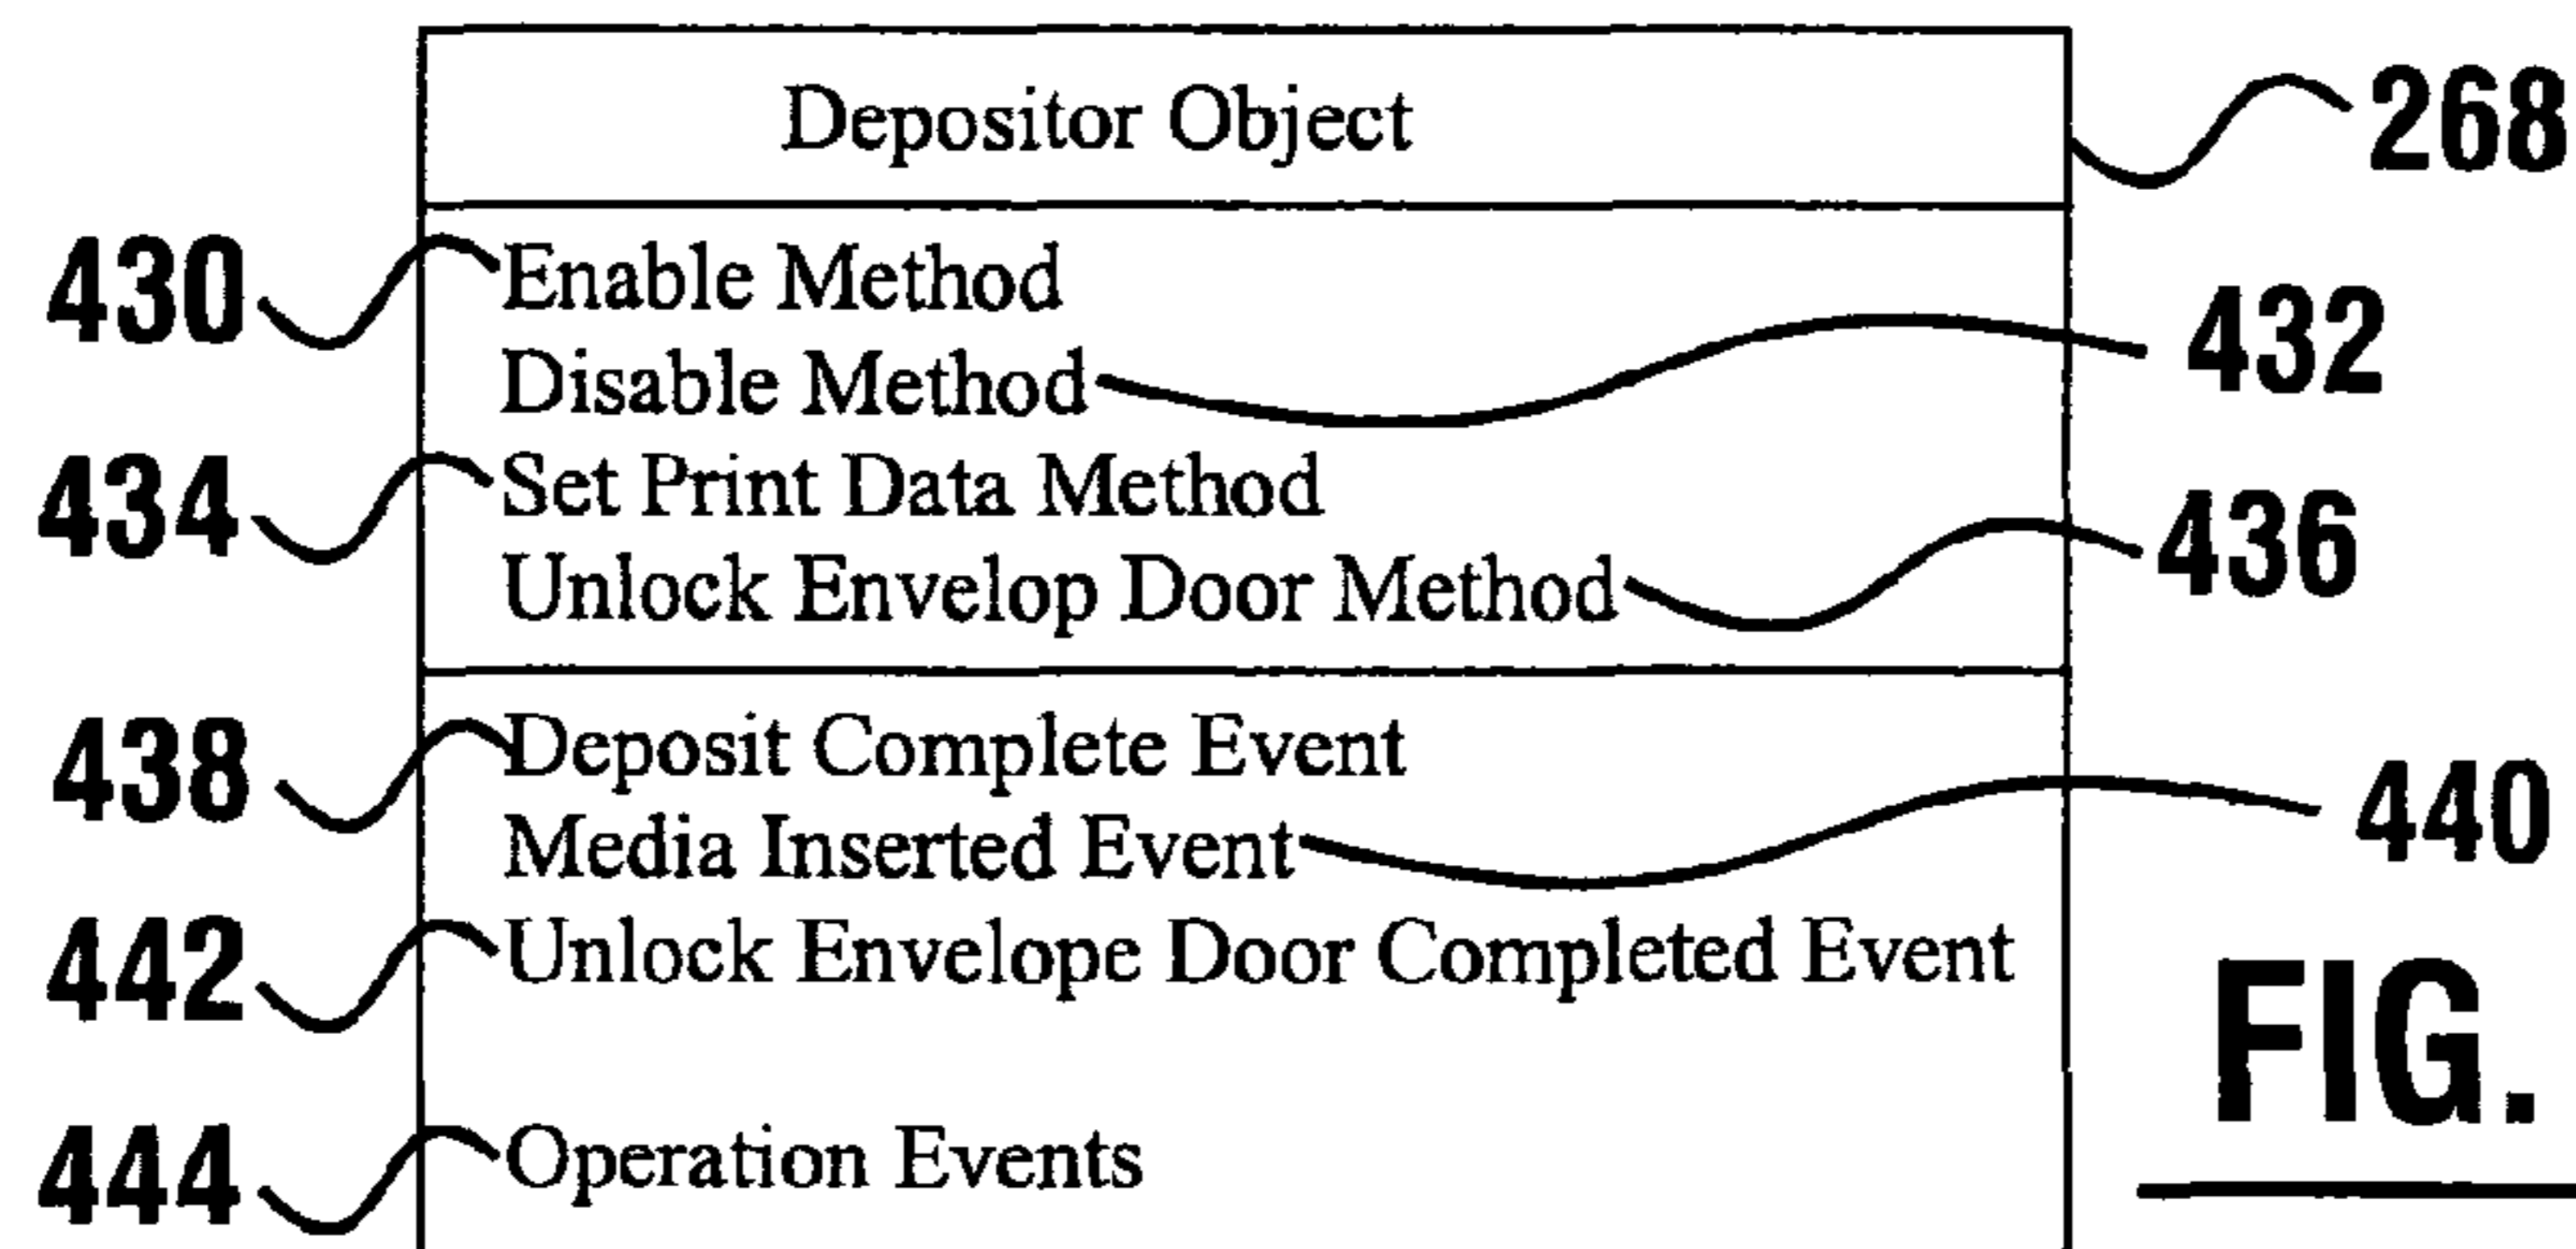 Depositor Object 268
430 Enable Method
Disable Method 432
434 Set Print Data Method
Unlock Envelop Door Method 436
438 Deposit Complete Event
Media Inserted Event 440
442 Unlock Envelope Door Completed Event
FIG.
444 Operation Events